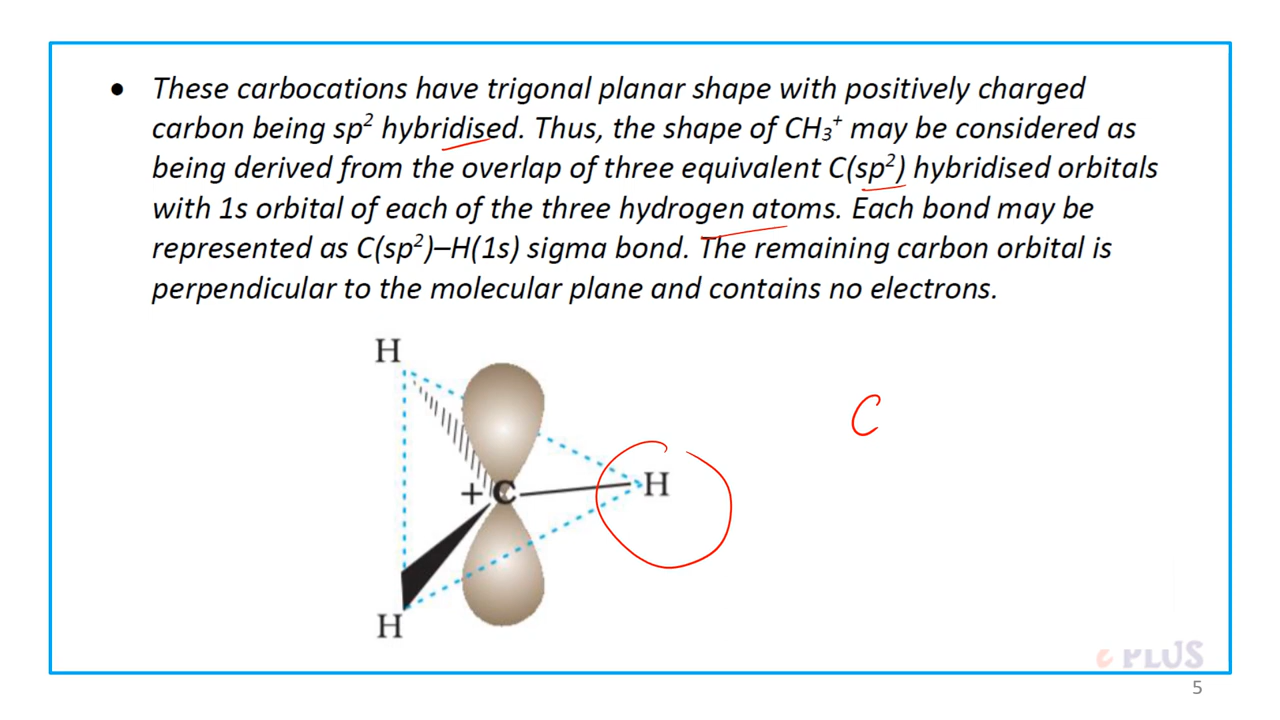 • These carbocations have trigonal planar shape with positively charged
carbon being sp² hybridised. Thus, the shape of CH₃⁺ may be considered as
being derived from the overlap of three equivalent C(sp²) hybridised orbitals
with 1s orbital of each of the three hydrogen atoms. Each bond may be
represented as C(sp²)–H(1s) sigma bond. The remaining carbon orbital is
perpendicular to the molecular plane and contains no electrons.
H
C
+C
H
H
e PLUS
5